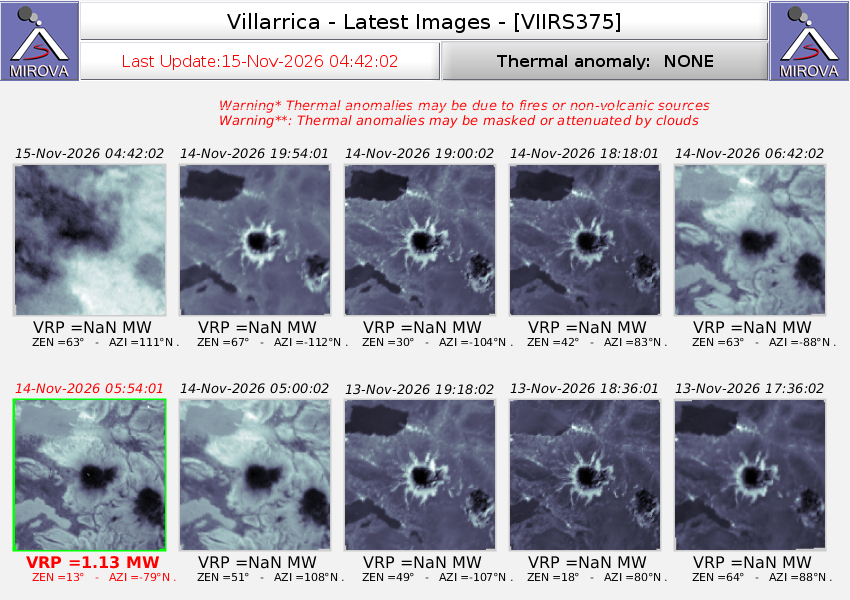 Villarrica - Latest Images - [VIIRS375]
MIROVA
Last Update:15-Nov-2026 04:42:02
Thermal anomaly: NONE
MIROVA
Warning* Thermal anomalies may be due to fires or non-volcanic sources
Warning**: Thermal anomalies may be masked or attenuated by clouds
15-Nov-2026 04:42:02 14-Nov-2026 19:54:01 14-Nov-2026 19:00:02 14-Nov-2026 18:18:01 14-Nov-2026 06:42:02
VRP =NaN MW VRP =NaN MW VRP =NaN MW VRP =NaN MW VRP =NaN MW
ZEN =63° - AZI =111°N . ZEN =67° - AZI =-112°N . ZEN =30° - AZI =-104°N . ZEN =42° - AZI =83°N . ZEN =63° - AZI =-88°N .
14-Nov-2026 05:54:01 14-Nov-2026 05:00:02 13-Nov-2026 19:18:02 13-Nov-2026 18:36:01 13-Nov-2026 17:36:02
VRP =1.13 MW VRP =NaN MW VRP =NaN MW VRP =NaN MW VRP =NaN MW
ZEN =13° - AZI =-79°N . ZEN =51° - AZI =108°N . ZEN =49° - AZI =-107°N . ZEN =18° - AZI =80°N . ZEN =64° - AZI =88°N .